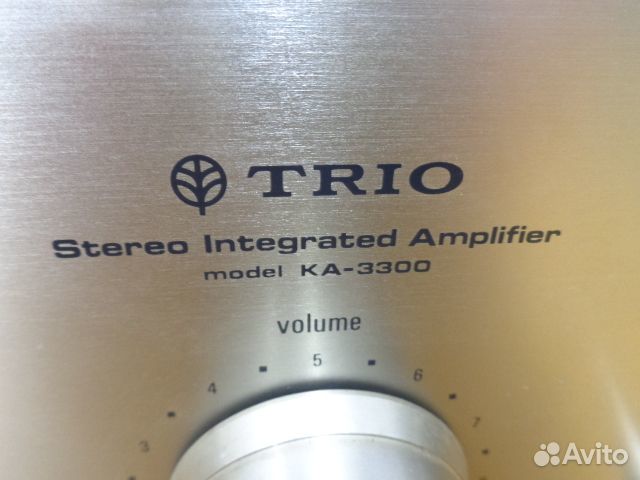 TRIO
Stereo Integrated Amplifier
model KA-3300
volume
3 4 5 6 7
Avito